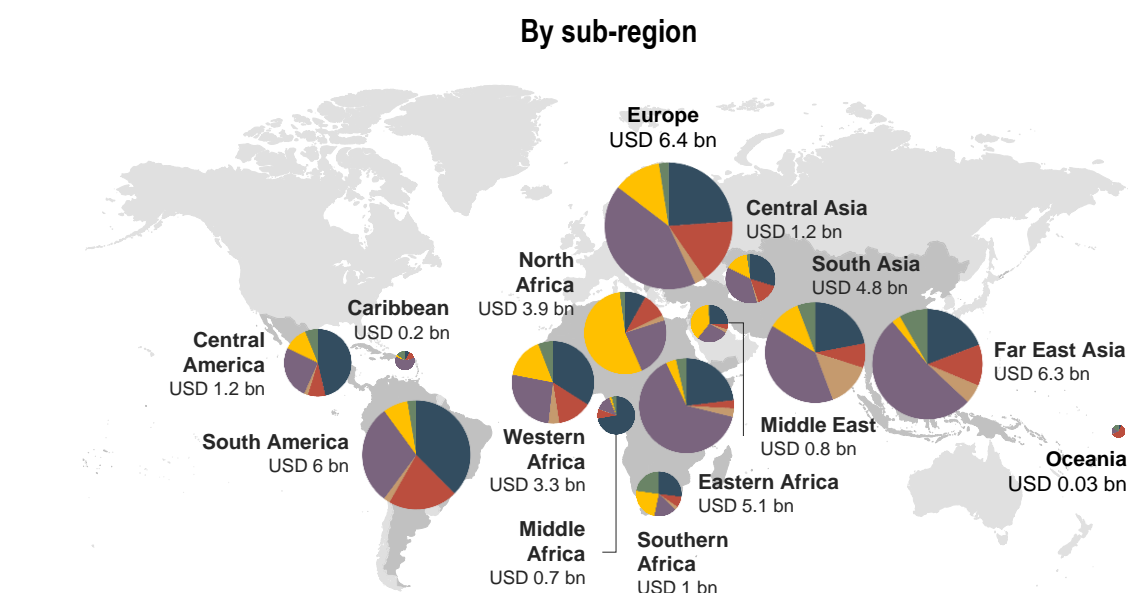 By sub-region
Europe
USD 6.4 bn
Central Asia
USD 1.2 bn
South Asia
USD 4.8 bn
North
Africa
USD 3.9 bn
Caribbean
USD 0.2 bn
Central
America
USD 1.2 bn
Far East Asia
USD 6.3 bn
South America
USD 6 bn
Western
Africa
USD 3.3 bn
Middle East
USD 0.8 bn
Oceania
USD 0.03 bn
Eastern Africa
USD 5.1 bn
Middle
Africa
USD 0.7 bn
Southern
Africa
USD 1 bn